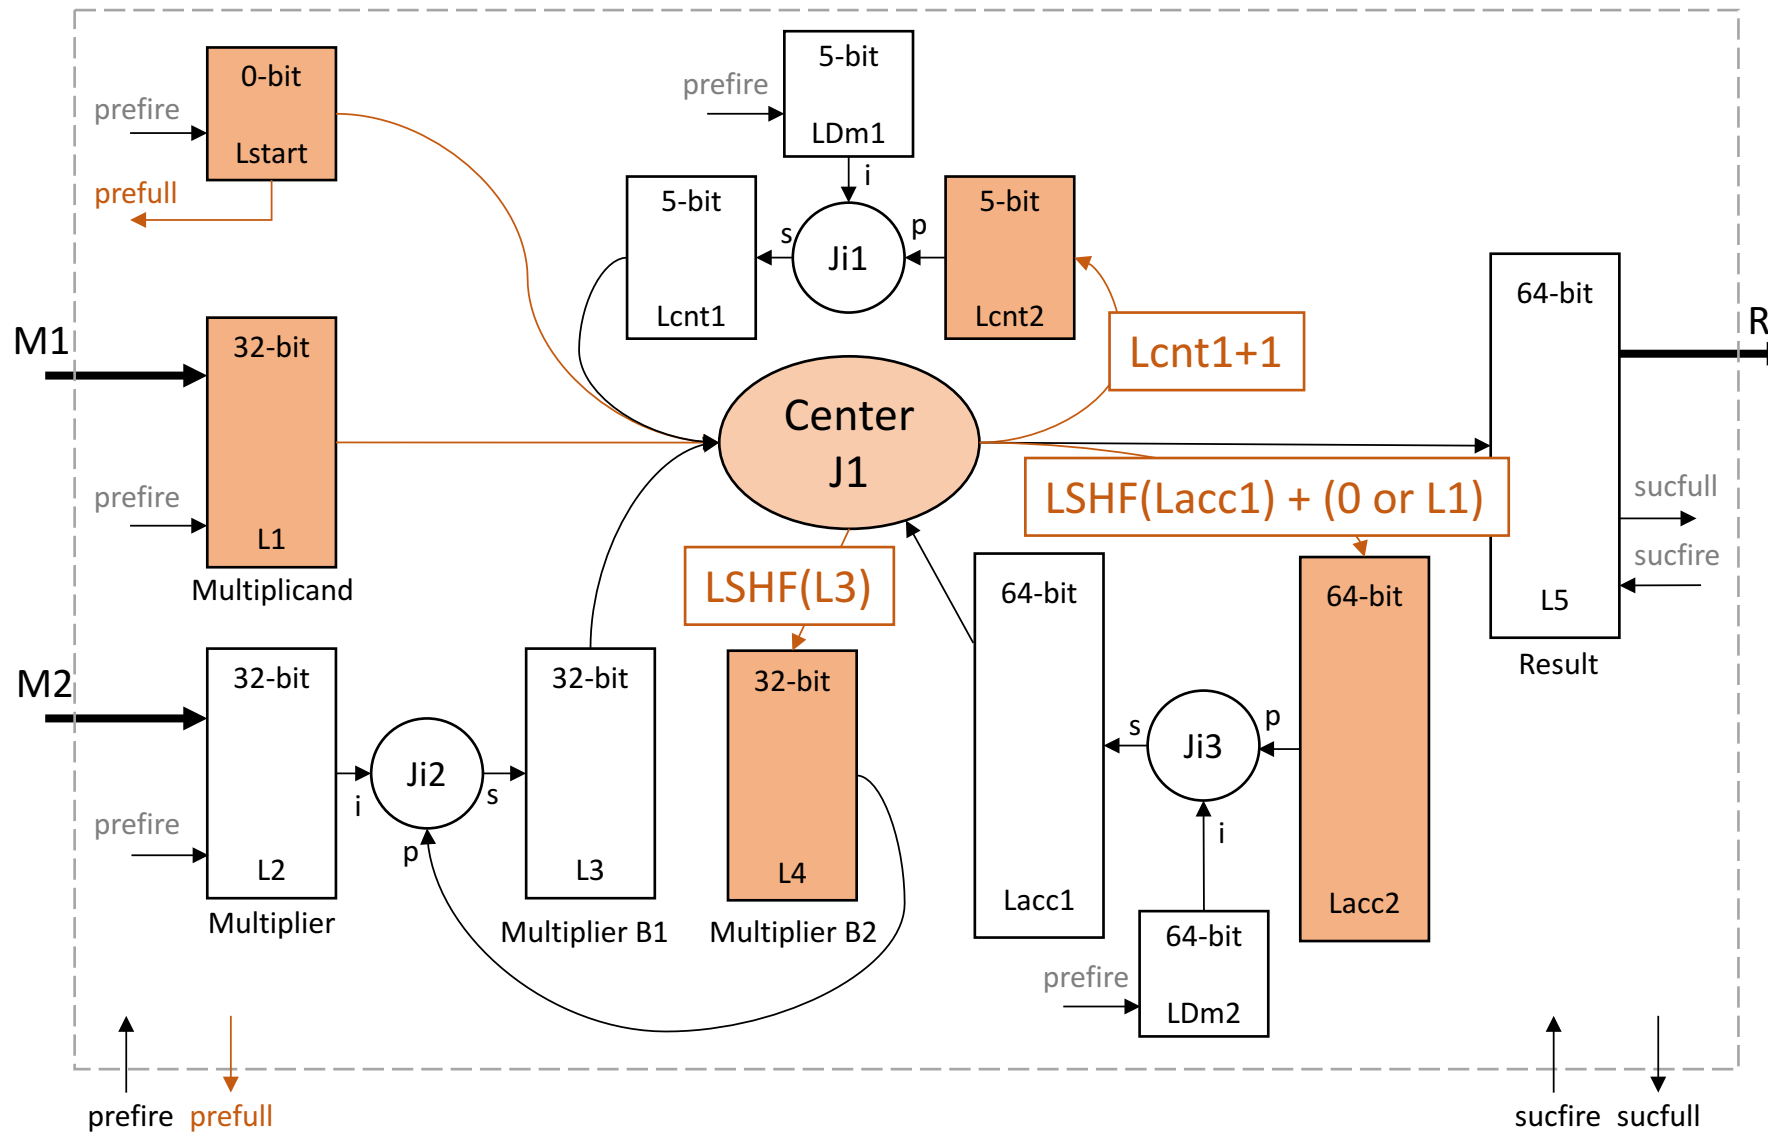 0-bit
Lstart
prefire
prefull
5-bit
LDm1
prefire
i
5-bit
Lcnt1
s
Ji1
p
5-bit
Lcnt2
Lcnt1+1
M1
32-bit
L1
prefire
Multiplicand
Center
J1
LSHF(Lacc1) + (0 or L1)
LSHF(L3)
64-bit
L5
R
sucfull
sucfire
Result
M2
32-bit
L2
prefire
Multiplier
i
Ji2
s
p
32-bit
L3
Multiplier B1
32-bit
L4
Multiplier B2
64-bit
Lacc1
s
Ji3
p
i
64-bit
Lacc2
64-bit
LDm2
prefire
prefire
prefull
sucfire
sucfull